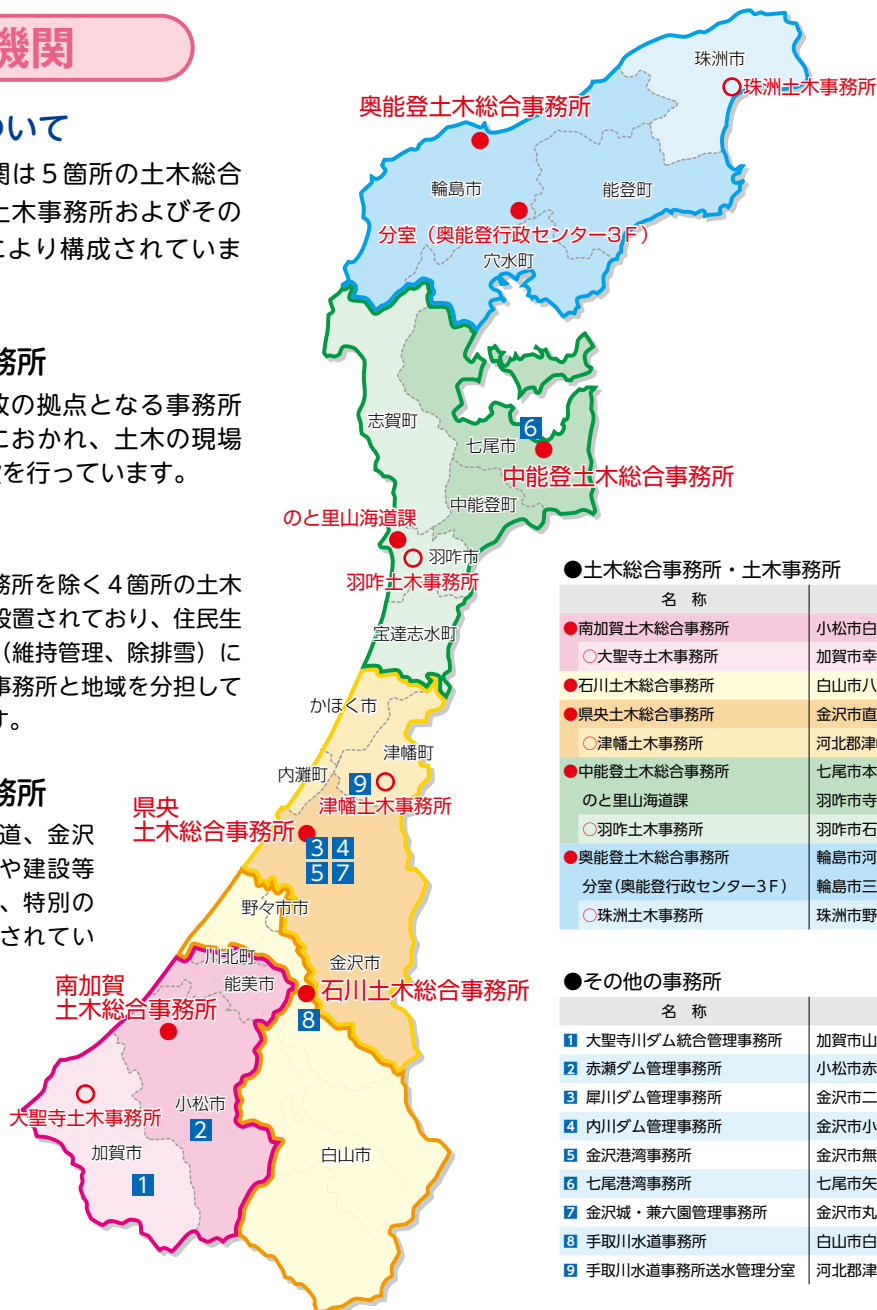 機関
ついて
関は５箇所の土木総合
土木事務所およびその
により構成されていま
務所
政の拠点となる事務所
におかれ、土木の現場
を行っています。
務所を除く４箇所の土木
設置されており、住民生
（維持管理、除排雪）に
事務所と地域を分担して
す。
務所
道、金沢
や建設等
、特別の
されてい
珠洲市
珠洲土木事務所
奥能登土木総合事務所
輪島市
能登町
分室（奥能登行政センター3F）
穴水町
志賀町
七尾市
6
中能登土木総合事務所
中能登町
のと里山海道課
羽咋市
羽咋土木事務所
宝達志水町
かほく市
津幡町
内灘町
9
津幡土木事務所
県央
土木総合事務所
3 4
5 7
野々市市
川北町
能美市
金沢市
南加賀
土木総合事務所
石川土木総合事務所
8
大聖寺土木事務所
小松市
2
加賀市
1
白山市
●土木総合事務所・土木事務所
名 称
●南加賀土木総合事務所 小松市白
○大聖寺土木事務所 加賀市幸
●石川土木総合事務所 白山市八
●県央土木総合事務所 金沢市直
○津幡土木事務所 河北郡津
●中能登土木総合事務所 七尾市本
のと里山海道課 羽咋市寺
○羽咋土木事務所 羽咋市石
●奥能登土木総合事務所 輪島市河
分室(奥能登行政センター3F) 輪島市三
○珠洲土木事務所 珠洲市野
●その他の事務所
名 称
1 大聖寺川ダム統合管理事務所 加賀市山
2 赤瀬ダム管理事務所 小松市赤
3 犀川ダム管理事務所 金沢市二
4 内川ダム管理事務所 金沢市小
5 金沢港湾事務所 金沢市無
6 七尾港湾事務所 七尾市矢
7 金沢城・兼六園管理事務所 金沢市丸
8 手取川水道事務所 白山市白
9 手取川水道事務所送水管理分室 河北郡津